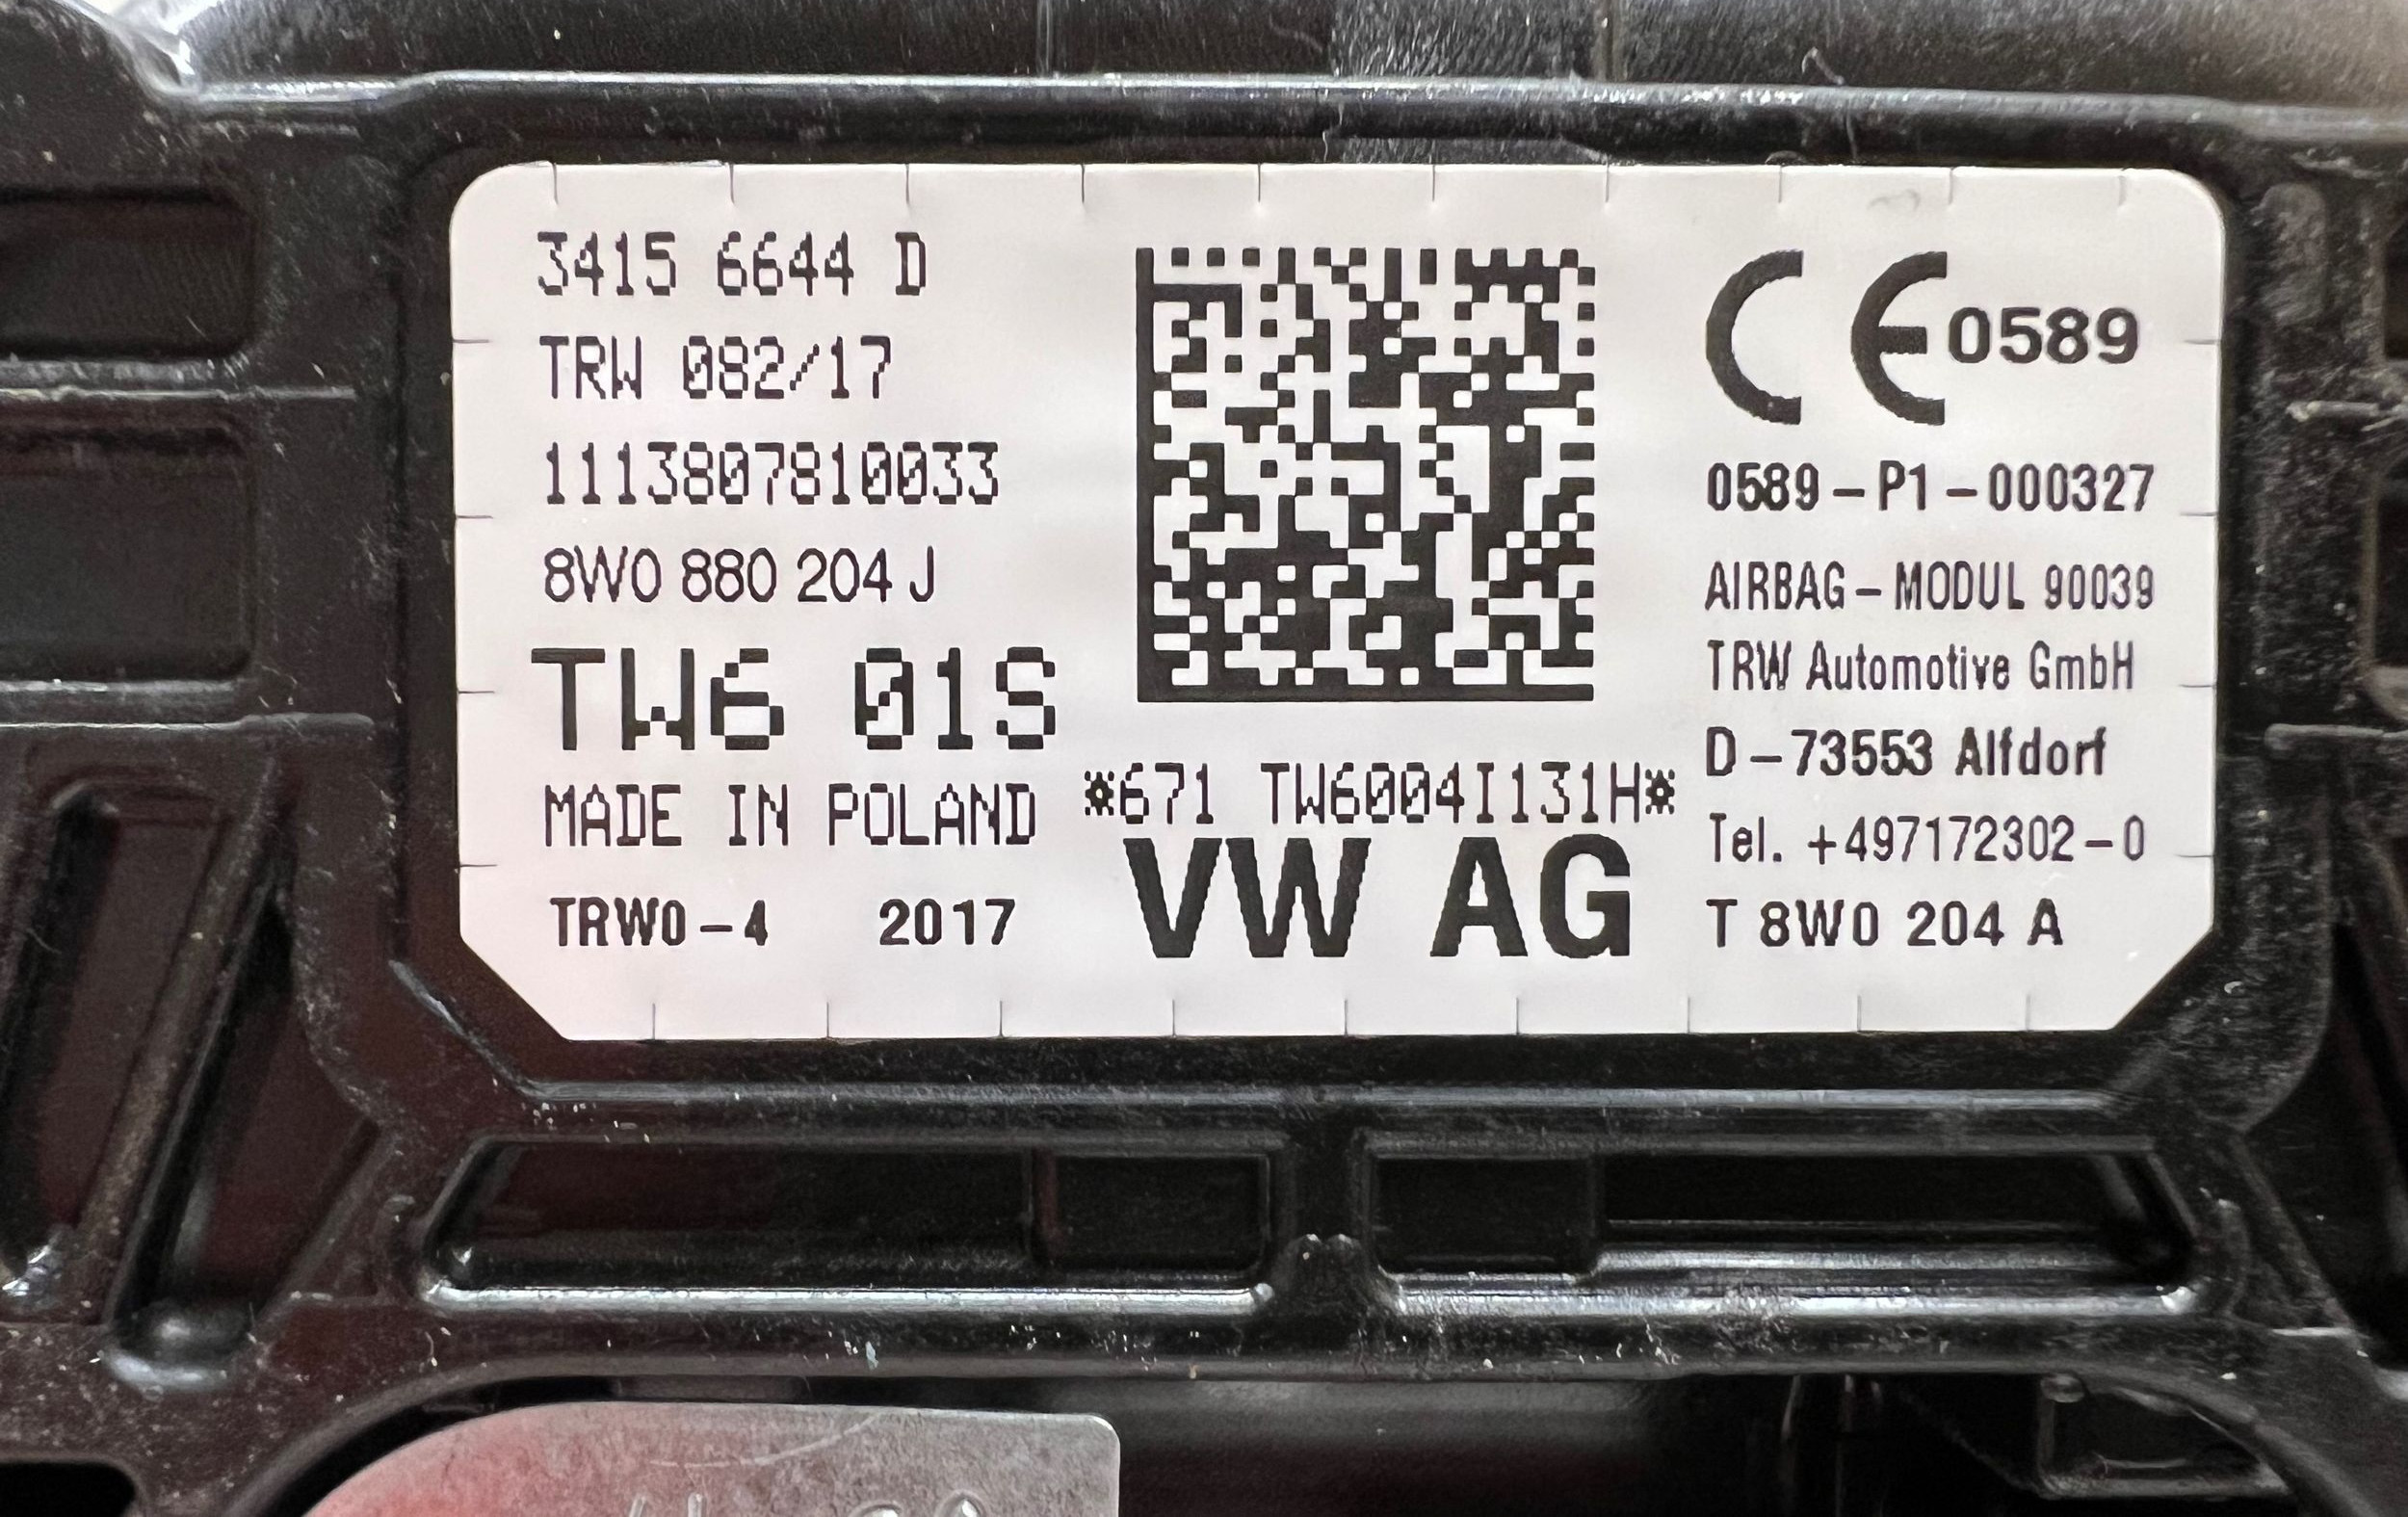 3415 6644 D
TRW 082/17
1113807810033
8W0 880 204 J
TW6 01S
MADE IN POLAND
TRW0-4 2017
*671 TW6004I131H*
VW AG
CE 0589
0589-P1-000327
AIRBAG-MODUL 90039
TRW Automotive GmbH
D-73553 Alfdorf
Tel. +497172302-0
T 8W0 204 A